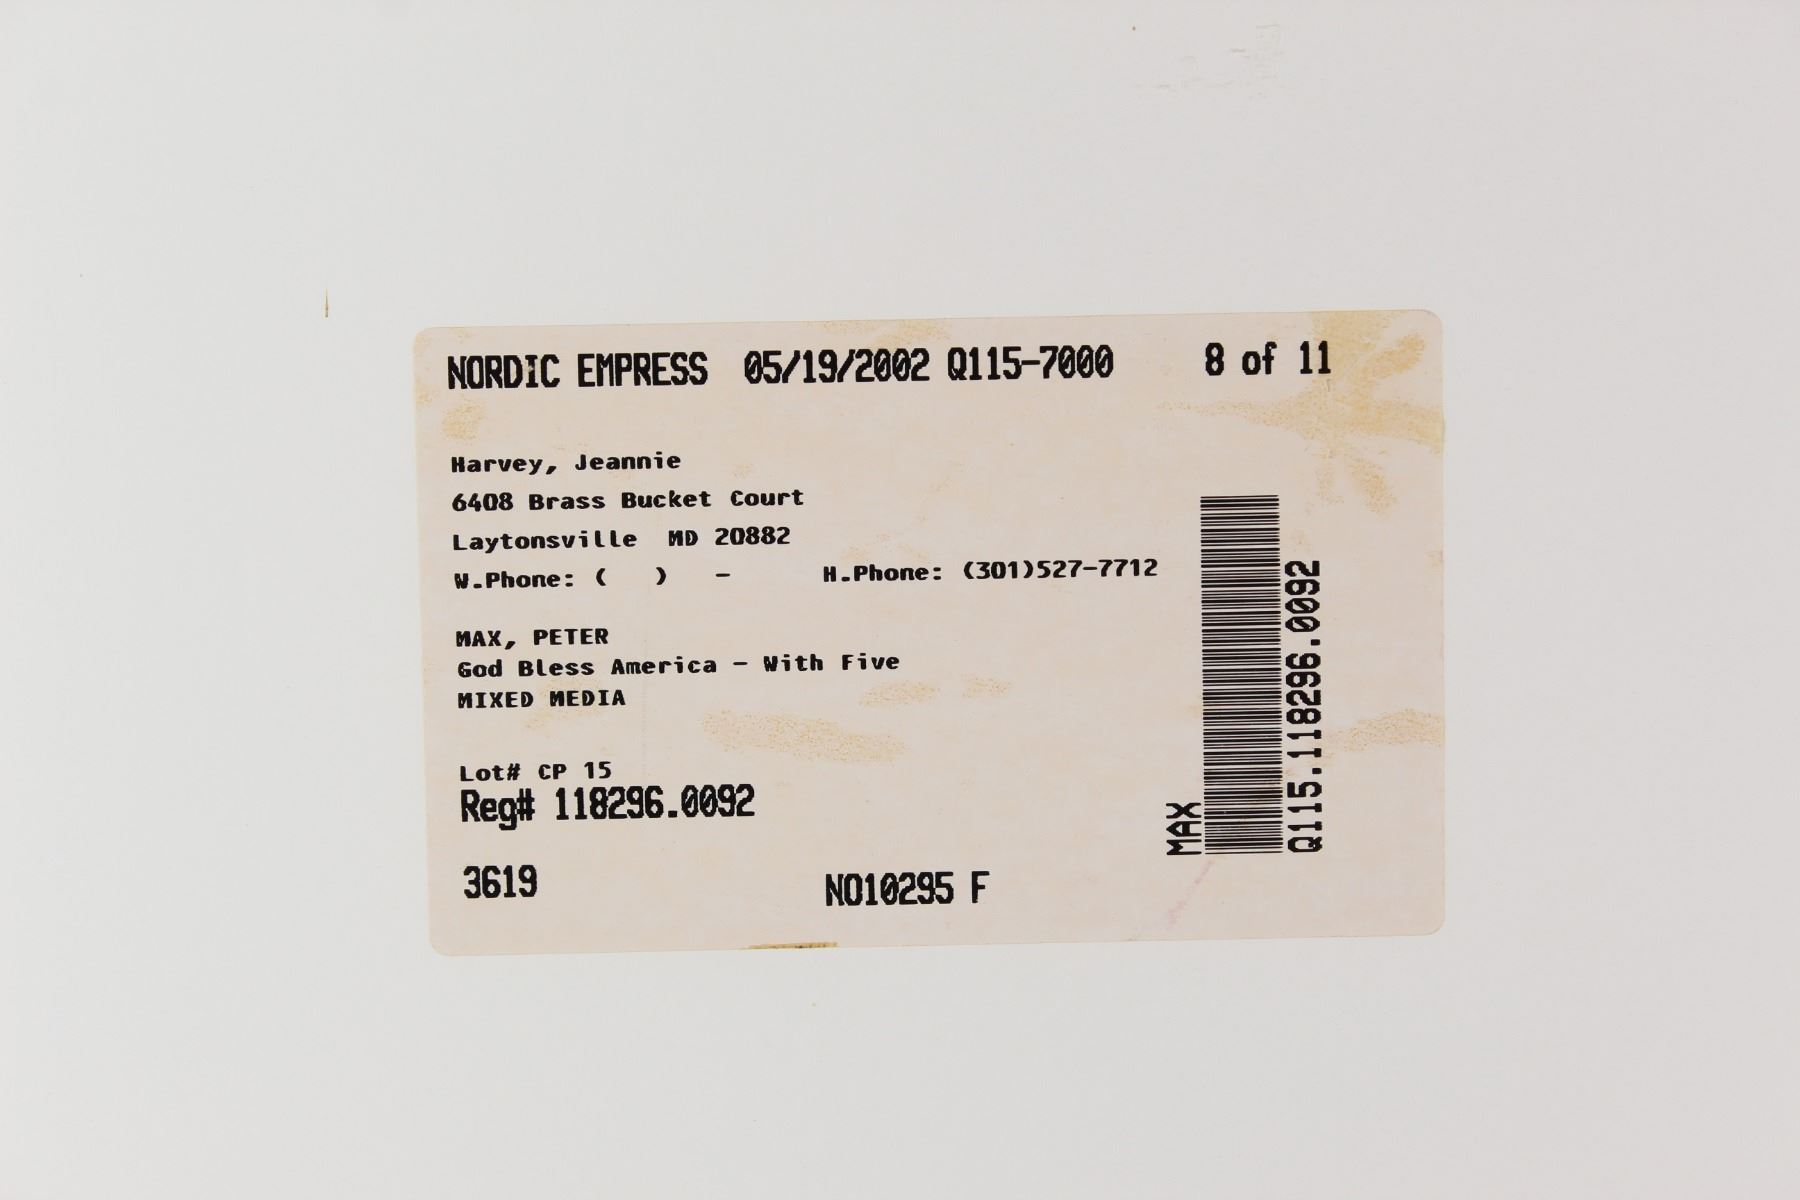 NORDIC EMPRESS 05/19/2002 Q115-7000 8 of 11
Harvey, Jeannie
6408 Brass Bucket Court
Laytonsville MD 20882
W.Phone: ( ) - H.Phone: (301)527-7712
MAX, PETER
God Bless America - With Five
MIXED MEDIA
Lot# CP 15
Reg# 118296.0092
3619 NO10295 F
MAX
Q115.118296.0092